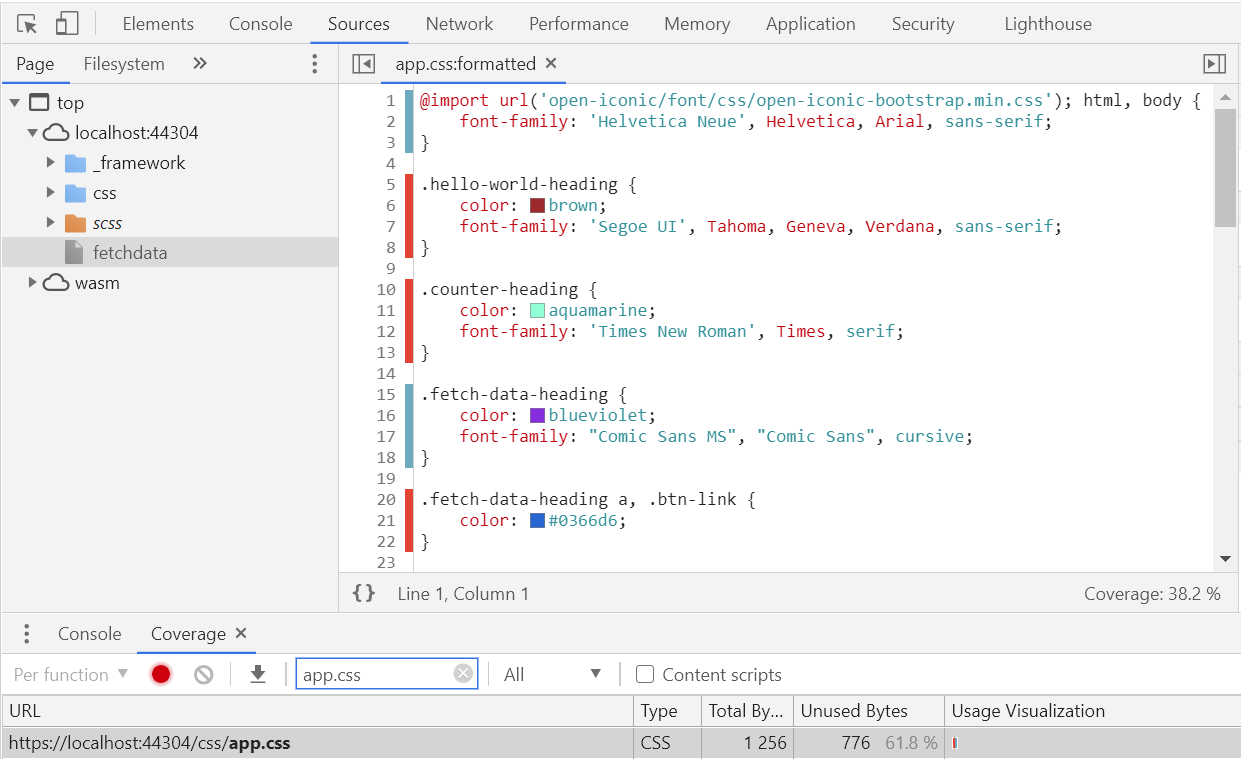 Elements Console Sources Network Performance Memory Application Security Lighthouse
Page Filesystem » app.css:formatted ×
top
localhost:44304
_framework
css
scss
fetchdata
wasm
1 @import url('open-iconic/font/css/open-iconic-bootstrap.min.css'); html, body {
2 font-family: 'Helvetica Neue', Helvetica, Arial, sans-serif;
3 }
4
5 .hello-world-heading {
6 color: brown;
7 font-family: 'Segoe UI', Tahoma, Geneva, Verdana, sans-serif;
8 }
9
10 .counter-heading {
11 color: aquamarine;
12 font-family: 'Times New Roman', Times, serif;
13 }
14
15 .fetch-data-heading {
16 color: blueviolet;
17 font-family: "Comic Sans MS", "Comic Sans", cursive;
18 }
19
20 .fetch-data-heading a, .btn-link {
21 color: #0366d6;
22 }
23
{} Line 1, Column 1 Coverage: 38.2 %
Console Coverage ×
Per function app.css All Content scripts
URL Type Total By... Unused Bytes Usage Visualization
https://localhost:44304/css/app.css CSS 1 256 776 61.8 %